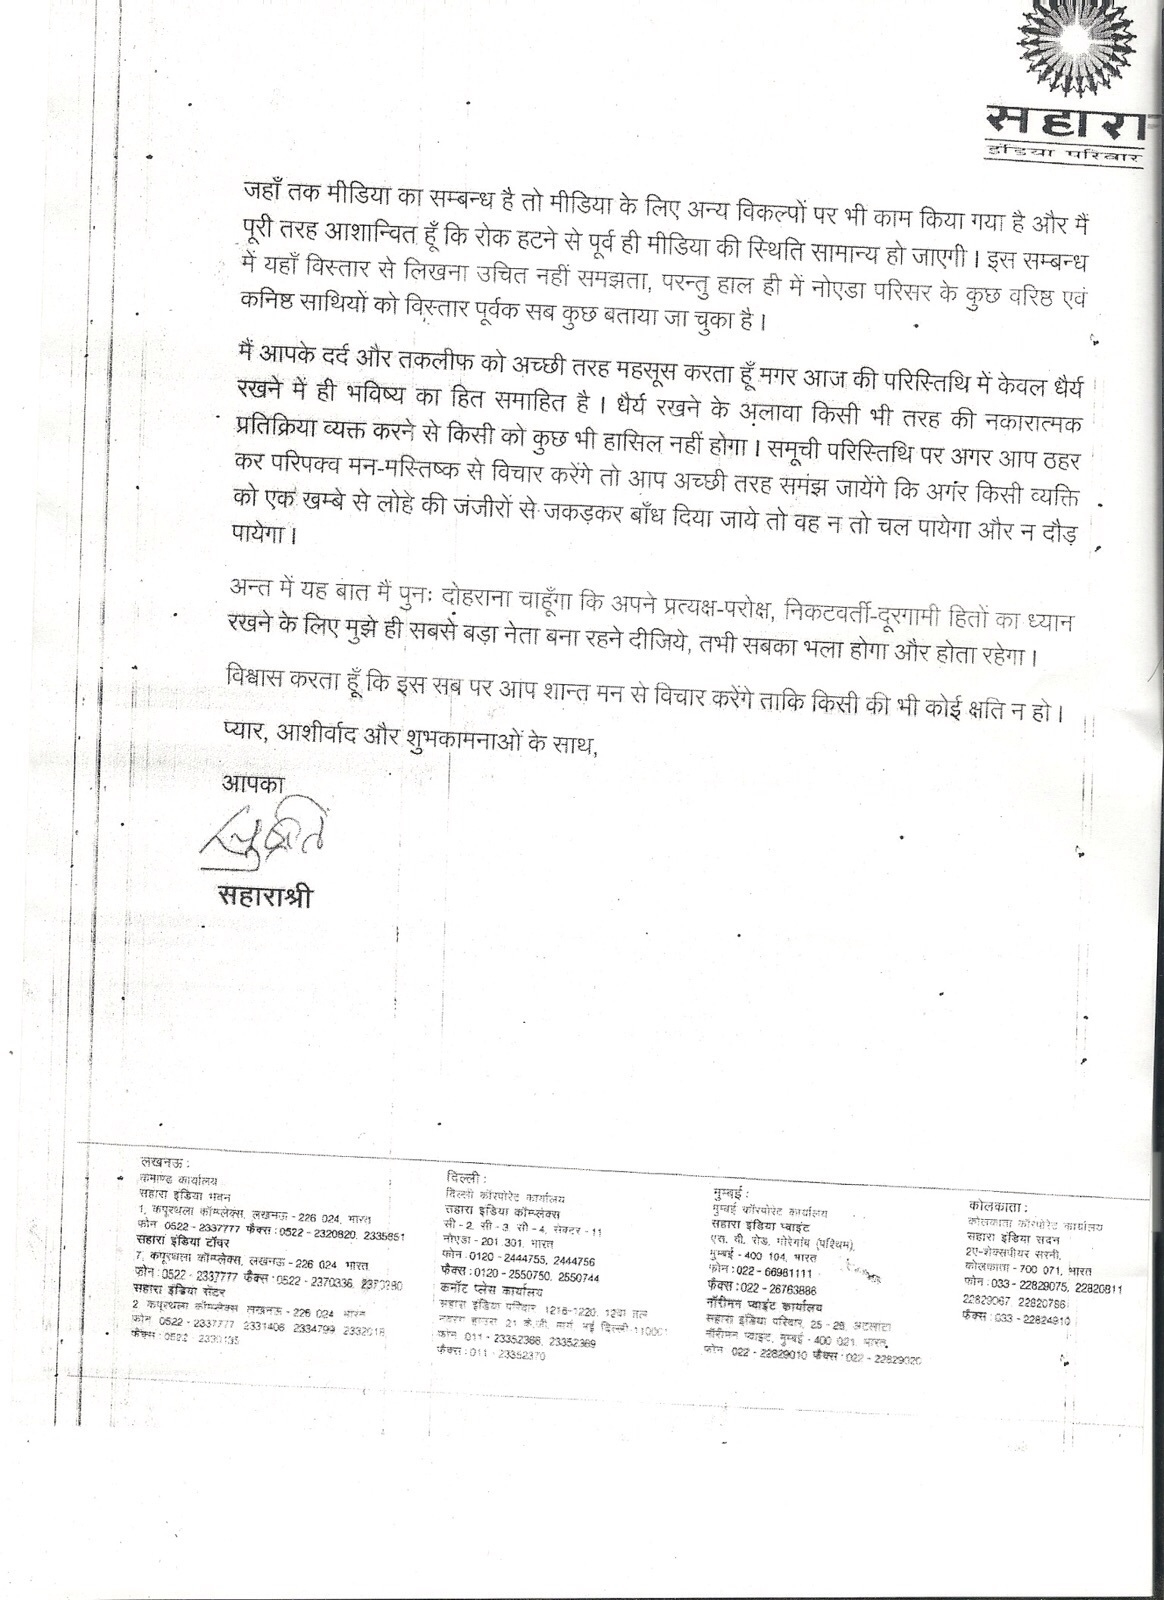 सहारा
इंडिया परिवार
जहाँ तक मीडिया का सम्बन्ध है तो मीडिया के लिए अन्य विकल्पों पर भी काम किया गया है और मैं
पूरी तरह आशान्वित हूँ कि रोक हटने से पूर्व ही मीडिया की स्थिति सामान्य हो जाएगी । इस सम्बन्ध
में यहाँ विस्तार से लिखना उचित नहीं समझता, परन्तु हाल ही में नोएडा परिसर के कुछ वरिष्ठ एवं
कनिष्ठ साथियों को विस्तार पूर्वक सब कुछ बताया जा चुका है ।
मैं आपके दर्द और तकलीफ को अच्छी तरह महसूस करता हूँ मगर आज की परिस्तिथि में केवल धैर्य
रखने में ही भविष्य का हित समाहित है । धैर्य रखने के अलावा किसी भी तरह की नकारात्मक
प्रतिक्रिया व्यक्त करने से किसी को कुछ भी हासिल नहीं होगा । समूची परिस्तिथि पर अगर आप ठहर
कर परिपक्व मन-मस्तिष्क से विचार करेंगे तो आप अच्छी तरह समझ जायेंगे कि अगर किसी व्यक्ति
को एक खम्बे से लोहे की जंजीरों से जकड़कर बाँध दिया जाये तो वह न तो चल पायेगा और न दौड़
पायेगा ।
अन्त में यह बात मैं पुनः दोहराना चाहूँगा कि अपने प्रत्यक्ष-परोक्ष, निकटवर्ती-दूरगामी हितों का ध्यान
रखने के लिए मुझे ही सबसे बड़ा नेता बना रहने दीजिये, तभी सबका भला होगा और होता रहेगा ।
विश्वास करता हूँ कि इस सब पर आप शान्त मन से विचार करेंगे ताकि किसी की भी कोई क्षति न हो ।
प्यार, आशीर्वाद और शुभकामनाओं के साथ,
आपका
सहाराश्री
लखनऊ :
कमाण्ड कार्यालय
सहारा इंडिया भवन
1, कपूरथला कॉम्प्लेक्स, लखनऊ - 226 024, भारत
फोन 0522 - 2337777 फैक्स : 0522 - 2320820, 2335851
सहारा इंडिया टॉवर
7, कपूरथला कॉम्प्लेक्स, लखनऊ - 226 024 भारत
फोन : 0522 - 2337777 फैक्स : 0522 - 2370336, 2370280
सहारा इंडिया सेंटर
2 कपूरथला कॉम्प्लेक्स लखनऊ - 226 024 भारत
फोन 0522 - 2337777 2331406 2334799
फैक्स : 0522
दिल्ली :
दिल्ली कॉरपोरेट कार्यालय
सहारा इंडिया कॉम्प्लेक्स
सी - 2, सी - 3 सी - 4, सेक्टर - 11
नोएडा - 201 301, भारत
फोन : 0120 - 2444755, 2444756
फैक्स : 0120 - 2550750, 2550744
कनॉट प्लेस कार्यालय
सहारा इंडिया परिवार 1216-1220, 12वा तल
21 के.जी. मार्ग नई दिल्ली 110001
फोन 011 - 23352368, 23352369
फैक्स : 011 - 23352370
मुम्बई :
मुम्बई कॉरपोरेट कार्यालय
सहारा इंडिया प्वाइंट
एस. वी. रोड, गोरेगाँव (पश्चिम),
मुम्बई - 400 104, भारत
फोन : 022 - 66981111
फैक्स : 022 - 26763886
नॉरीमन प्वाइंट कार्यालय
सहारा इंडिया परिवार, 25 - 28, अटलांटा
नॉरीमन प्वाइंट, मुम्बई - 400 021, भारत,
फोन 022 - 22829010 फैक्स : 022 - 22829020
कोलकाता :
कोलकाता कॉरपोरेट कार्यालय
सहारा इंडिया सदन
2ए-शेक्सपीयर सरनी,
कोलकाता - 700 071, भारत
फोन : 033 - 22829075, 22820811
22829067, 22820786
फैक्स : 033 - 22824910